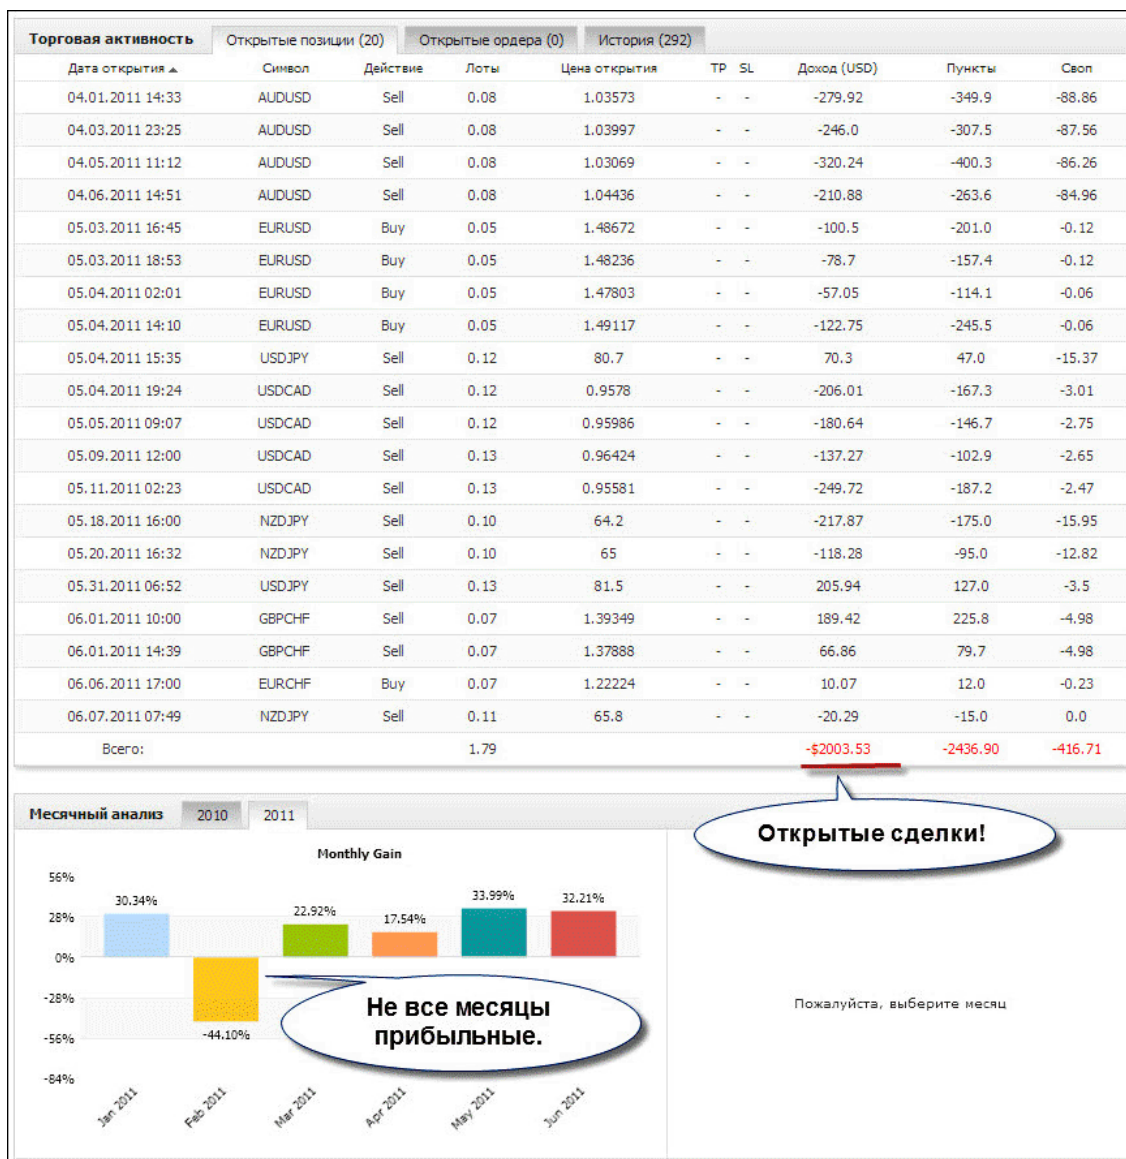 Торговая активность Открытые позиции (20) Открытые ордера (0) История (292)
Дата открытия Символ Действие Лоты Цена открытия TP SL Доход (USD) Пункты Своп
04.01.2011 14:33 AUDUSD Sell 0.08 1.03573 - - -279.92 -349.9 -88.86
04.03.2011 23:25 AUDUSD Sell 0.08 1.03997 - - -246.0 -307.5 -87.56
04.05.2011 11:12 AUDUSD Sell 0.08 1.03069 - - -320.24 -400.3 -86.26
04.06.2011 14:51 AUDUSD Sell 0.08 1.04436 - - -210.88 -263.6 -84.96
05.03.2011 16:45 EURUSD Buy 0.05 1.48672 - - -100.5 -201.0 -0.12
05.03.2011 18:53 EURUSD Buy 0.05 1.48236 - - -78.7 -157.4 -0.12
05.04.2011 02:01 EURUSD Buy 0.05 1.47803 - - -57.05 -114.1 -0.06
05.04.2011 14:10 EURUSD Buy 0.05 1.49117 - - -122.75 -245.5 -0.06
05.04.2011 15:35 USDJPY Sell 0.12 80.7 - - 70.3 47.0 -15.37
05.04.2011 19:24 USDCAD Sell 0.12 0.9578 - - -206.01 -167.3 -3.01
05.05.2011 09:07 USDCAD Sell 0.12 0.95986 - - -180.64 -146.7 -2.75
05.09.2011 12:00 USDCAD Sell 0.13 0.96424 - - -137.27 -102.9 -2.65
05.11.2011 02:23 USDCAD Sell 0.13 0.95581 - - -249.72 -187.2 -2.47
05.18.2011 16:00 NZDJPY Sell 0.10 64.2 - - -217.87 -175.0 -15.95
05.20.2011 16:32 NZDJPY Sell 0.10 65 - - -118.28 -95.0 -12.82
05.31.2011 06:52 USDJPY Sell 0.13 81.5 - - 205.94 127.0 -3.5
06.01.2011 10:00 GBPCHF Sell 0.07 1.39349 - - 189.42 225.8 -4.98
06.01.2011 14:39 GBPCHF Sell 0.07 1.37888 - - 66.86 79.7 -4.98
06.06.2011 17:00 EURCHF Buy 0.07 1.22224 - - 10.07 12.0 -0.23
06.07.2011 07:49 NZDJPY Sell 0.11 65.8 - - -20.29 -15.0 0.0
Всего: 1.79 -$2003.53 -2436.90 -416.71
Месячный анализ 2010 2011
Открытые сделки!
Monthly Gain
56%
28%
0%
-28%
-56%
-84%
30.34%
-44.10%
22.92%
17.54%
33.99%
32.21%
Не все месяцы
прибыльные.
Пожалуйста, выберите месяц
Jan 2011
Feb 2011
Mar 2011
Apr 2011
May 2011
Jun 2011